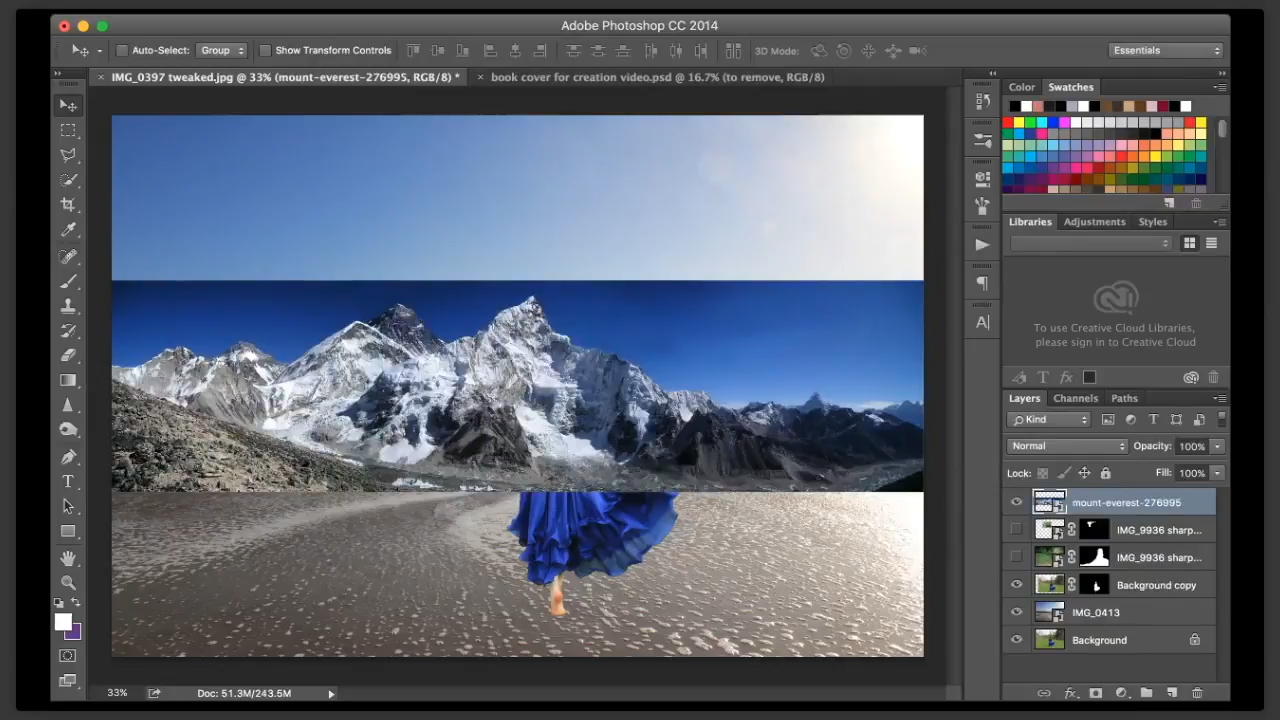 Adobe Photoshop CC 2014
Auto-Select: Group Show Transform Controls 3D Mode: Essentials
× IMG_0397 tweaked.jpg @ 33% (mount-everest-276995, RGB/8) * × book cover for creation video.psd @ 16.7% (to remove, RGB/8)
Color Swatches
Libraries Adjustments Styles
To use Creative Cloud Libraries,
please sign in to Creative Cloud
Layers Channels Paths
Kind
Normal Opacity: 100%
Lock: Fill: 100%
mount-everest-276995
IMG_9936 sharp...
IMG_9936 sharp...
Background copy
IMG_0413
Background
33% Doc: 51.3M/243.5M